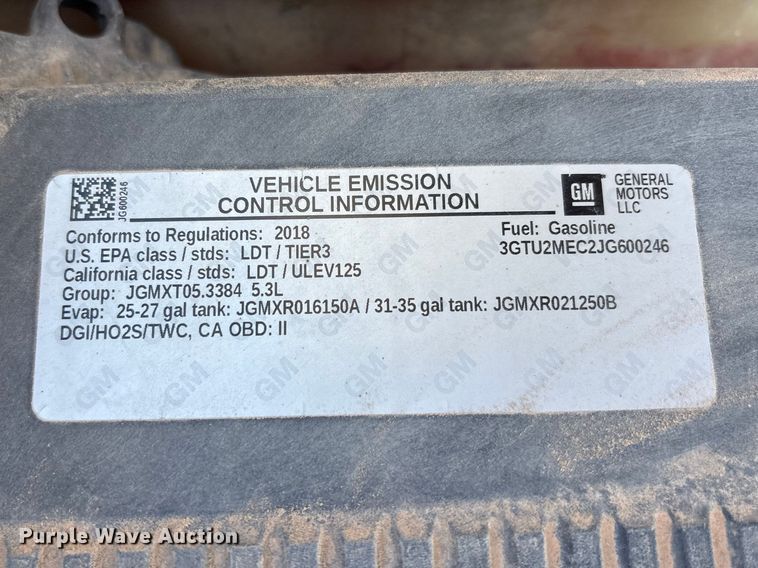 JG600246
VEHICLE EMISSION
CONTROL INFORMATION
GM
GENERAL
MOTORS
LLC
Conforms to Regulations: 2018
U.S. EPA class / stds: LDT / TIER3
California class / stds: LDT / ULEV125
Group: JGMXT05.3384 5.3L
Evap: 25-27 gal tank: JGMXR016150A / 31-35 gal tank: JGMXR021250B
DGI/HO2S/TWC, CA OBD: II
Fuel: Gasoline
3GTU2MEC2JG600246
Purple Wave Auction